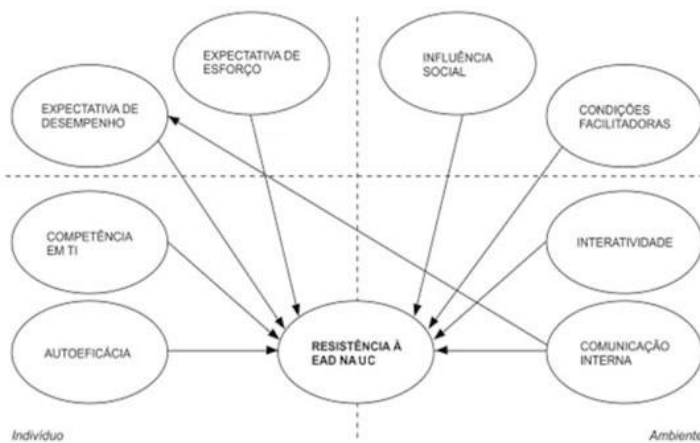 EXPECTATIVA DE
ESFORÇO
INFLUÊNCIA
SOCIAL
EXPECTATIVA DE
DESEMPENHO
CONDIÇÕES
FACILITADORAS
COMPETÊNCIA
EM TI
INTERATIVIDADE
AUTOEFICÁCIA
RESISTÊNCIA À
EAD NA UC
COMUNICAÇÃO
INTERNA
Indivíduo
Ambiente